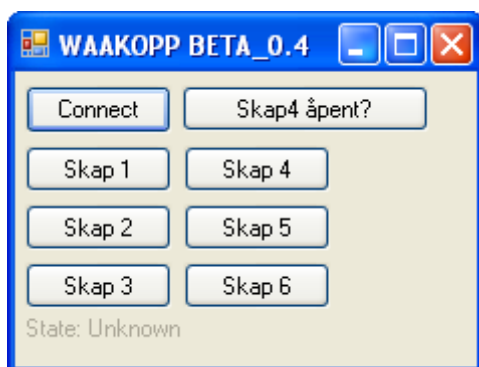 WAAKOPP BETA_0.4
Connect Skap4 åpent?
Skap 1 Skap 4
Skap 2 Skap 5
Skap 3 Skap 6
State: Unknown